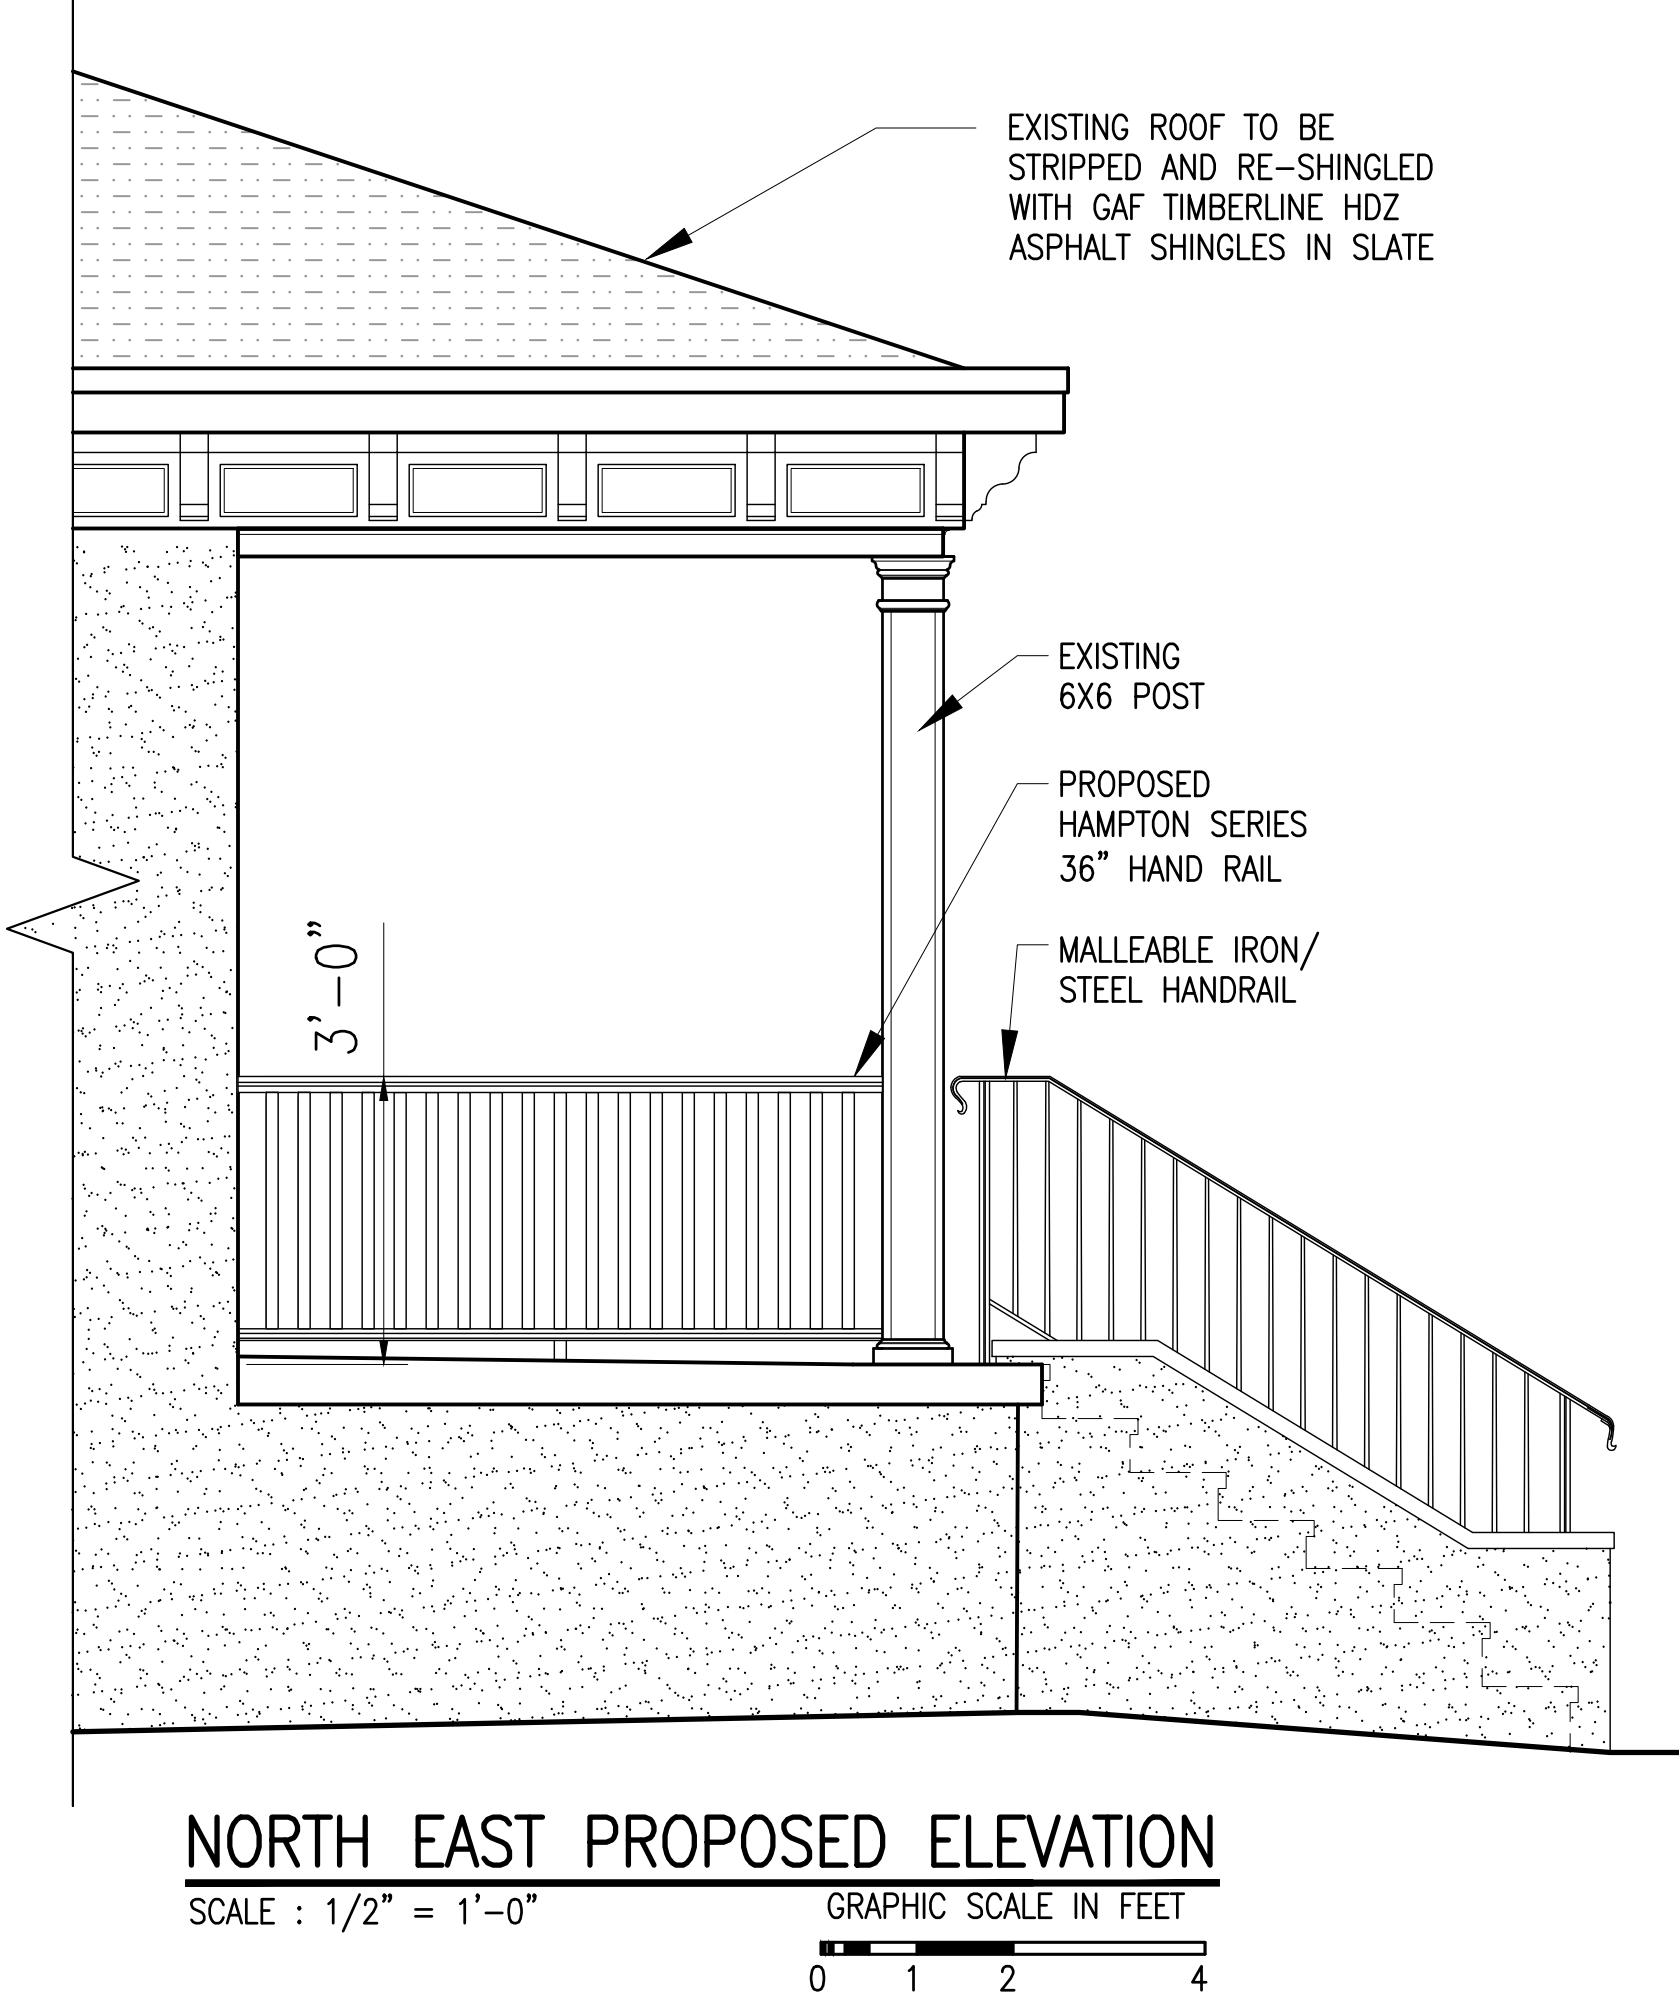 EXISTING ROOF TO BE
STRIPPED AND RE-SHINGLED
WITH GAF TIMBERLINE HDZ
ASPHALT SHINGLES IN SLATE
EXISTING
6X6 POST
PROPOSED
HAMPTON SERIES
36" HAND RAIL
MALLEABLE IRON/
STEEL HANDRAIL
3'-0"
NORTH EAST PROPOSED ELEVATION
SCALE : 1/2" = 1'-0"
GRAPHIC SCALE IN FEET
0 1 2 4